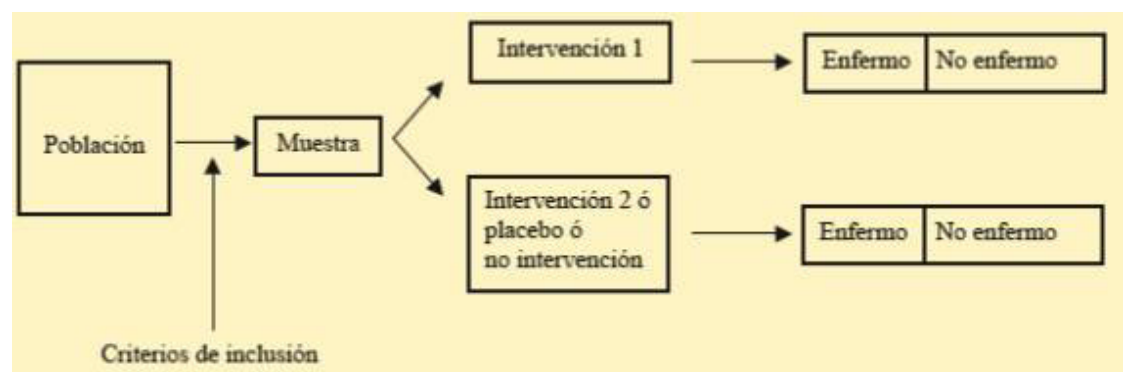 Población
Muestra
Intervención 1
Enfermo
No enfermo
Intervención 2 ó
placebo ó
no intervención
Enfermo
No enfermo
Criterios de inclusión